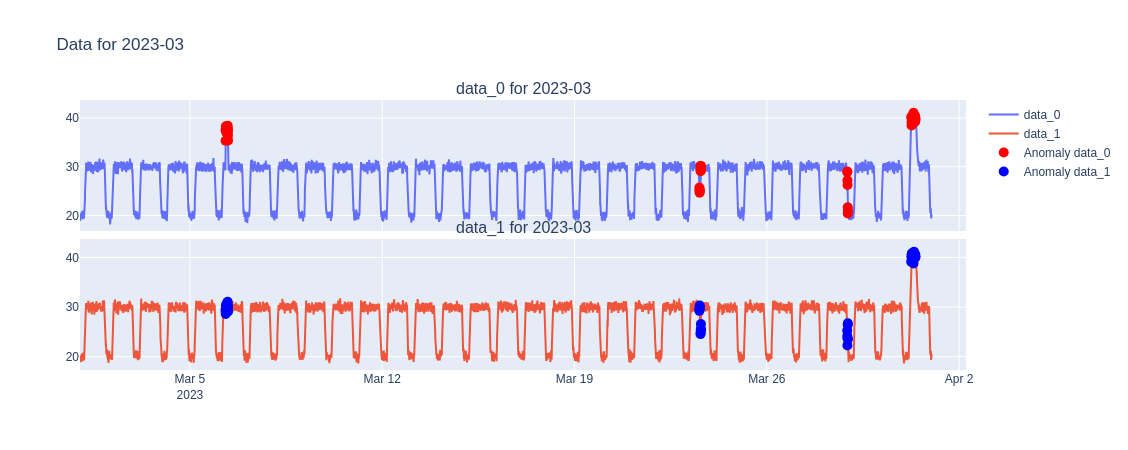 Data for 2023-03
data_0 for 2023-03
40
30
20
data_1 for 2023-03
40
30
20
Mar 5
2023
Mar 12
Mar 19
Mar 26
Apr 2
data_0
data_1
Anomaly data_0
Anomaly data_1